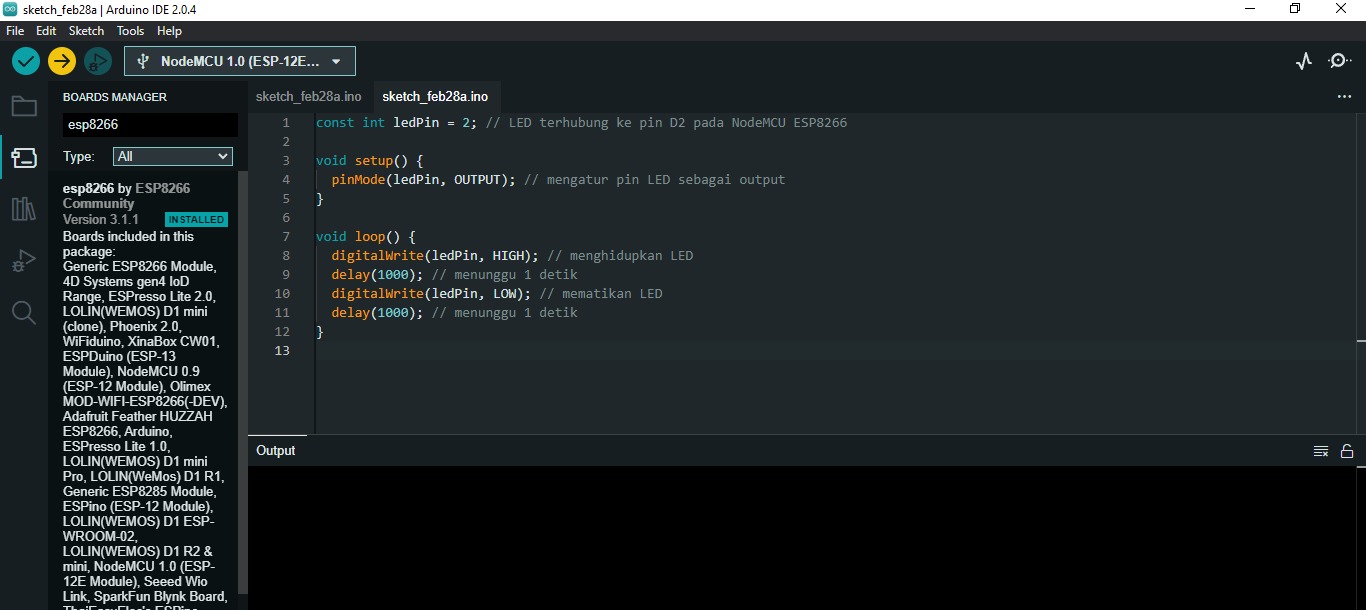 sketch_feb28a | Arduino IDE 2.0.4
File Edit Sketch Tools Help
NodeMCU 1.0 (ESP-12E...
BOARDS MANAGER
esp8266
Type: All
esp8266 by ESP8266
Community
Version 3.1.1 INSTALLED
Boards included in this
package:
Generic ESP8266 Module,
4D Systems gen4 IoD
Range, ESPresso Lite 2.0,
LOLIN(WEMOS) D1 mini
(clone), Phoenix 2.0,
WiFiduino, XinaBox CW01,
ESPDuino (ESP-13
Module), NodeMCU 0.9
(ESP-12 Module), Olimex
MOD-WIFI-ESP8266(-DEV),
Adafruit Feather HUZZAH
ESP8266, Arduino,
ESPresso Lite 1.0,
LOLIN(WEMOS) D1 mini
Pro, LOLIN(WeMos) D1 R1,
Generic ESP8285 Module,
ESPino (ESP-12 Module),
LOLIN(WEMOS) D1 ESP-
WROOM-02,
LOLIN(WEMOS) D1 R2 &
mini, NodeMCU 1.0 (ESP-
12E Module), Seeed Wio
Link, SparkFun Blynk Board,
sketch_feb28a.ino sketch_feb28a.ino
1 const int ledPin = 2; // LED terhubung ke pin D2 pada NodeMCU ESP8266
2
3 void setup() {
4 pinMode(ledPin, OUTPUT); // mengatur pin LED sebagai output
5 }
6
7 void loop() {
8 digitalWrite(ledPin, HIGH); // menghidupkan LED
9 delay(1000); // menunggu 1 detik
10 digitalWrite(ledPin, LOW); // mematikan LED
11 delay(1000); // menunggu 1 detik
12 }
13
Output